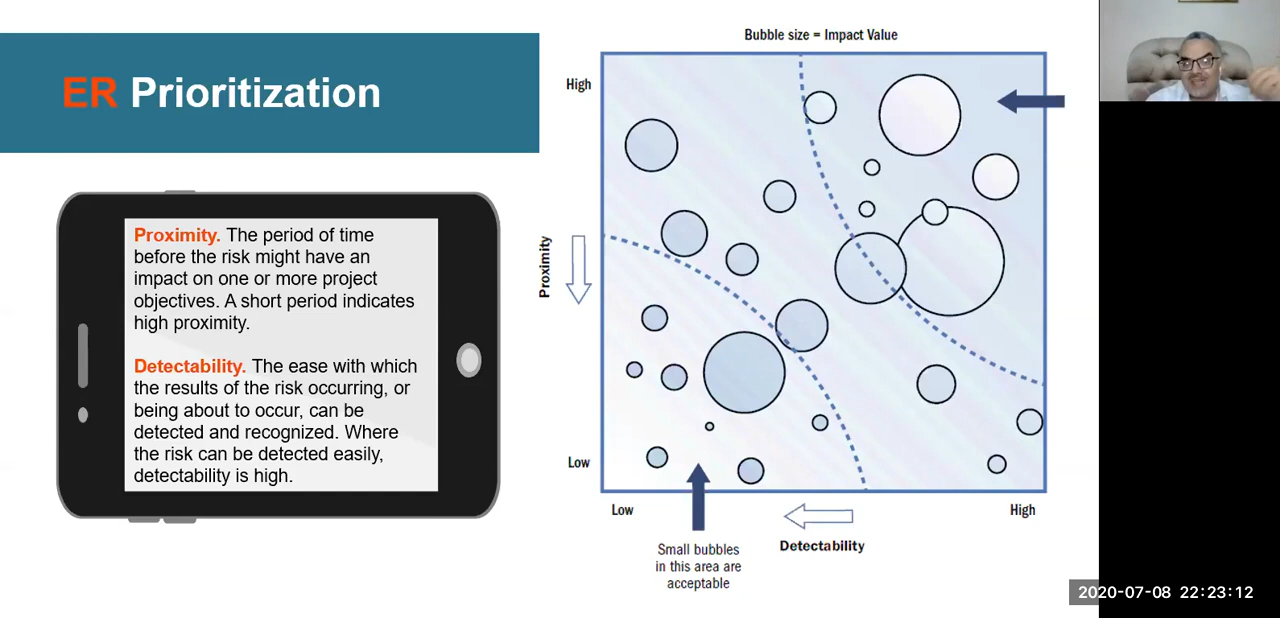 ER Prioritization
Proximity. The period of time
before the risk might have an
impact on one or more project
objectives. A short period indicates
high proximity.
Detectability. The ease with which
the results of the risk occurring, or
being about to occur, can be
detected and recognized. Where
the risk can be detected easily,
detectability is high.
Bubble size = Impact Value
High
Proximity
Low
Low
High
Detectability
Small bubbles
in this area are
acceptable
2020-07-08 22:23:12